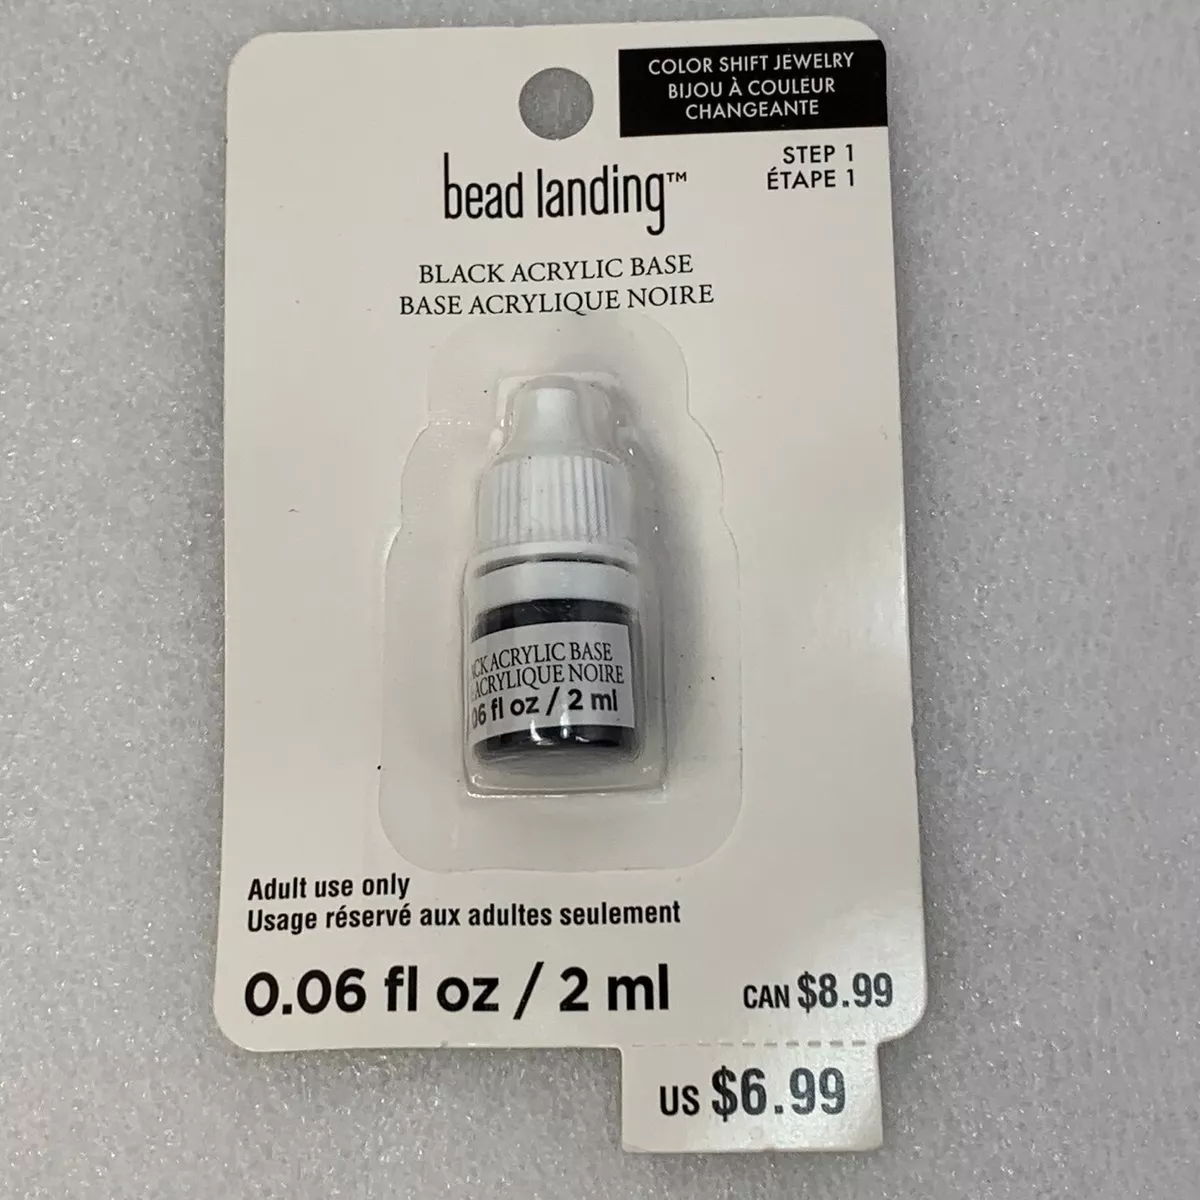 COLOR SHIFT JEWELRY
BIJOU À COULEUR
CHANGEANTE
STEP 1
ÉTAPE 1
bead landing™
BLACK ACRYLIC BASE
BASE ACRYLIQUE NOIRE
CK ACRYLIC BASE
ACRYLIQUE NOIRE
06 fl oz / 2 ml
Adult use only
Usage réservé aux adultes seulement
0.06 fl oz / 2 ml
CAN $8.99
US $6.99